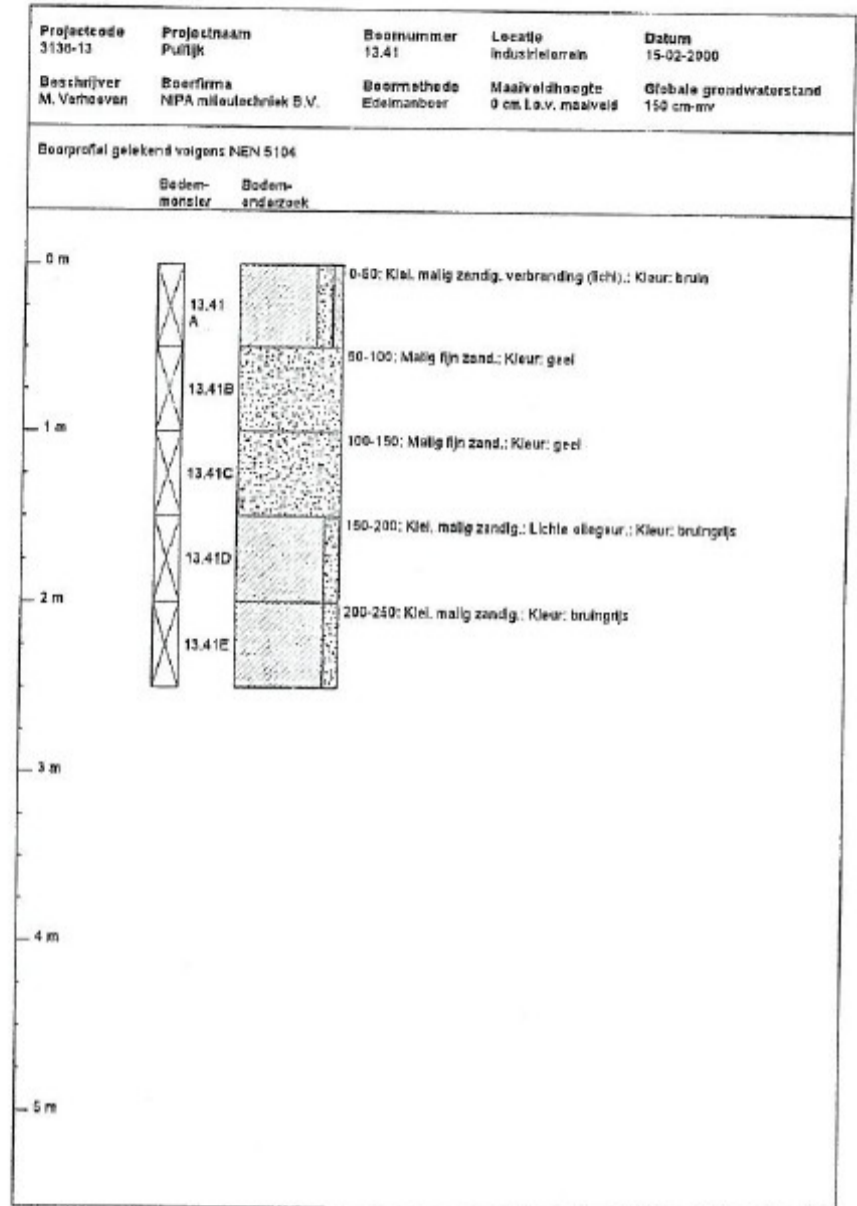 Projectcode Projectnaam Boornummer Locatie Datum
3136-13 Puiflijk 13.41 Industrieterrein 15-02-2000
Beschrijver Boorfirma Boormethode Maaiveldhoogte Globale grondwaterstand
M. Verhoeven NIPA milieutechniek B.V. Edelmanboor 0 cm t.o.v. maaiveld 150 cm-mv
Boorprofiel getekend volgens NEN 5104
Bodem- Bodem-
monster onderzoek
0 m
0-50: Klei. matig zandig. verbranding (licht).: Kleur: bruin
13.41
A
50-100: Matig fijn zand.: Kleur: geel
13.41B
1 m
100-150: Matig fijn zand.: Kleur: geel
13.41C
150-200: Klei. matig zandig.: Lichte oliegeur.: Kleur: bruingrijs
13.41D
2 m
200-250: Klei. matig zandig.: Kleur: bruingrijs
13.41E
3 m
4 m
5 m